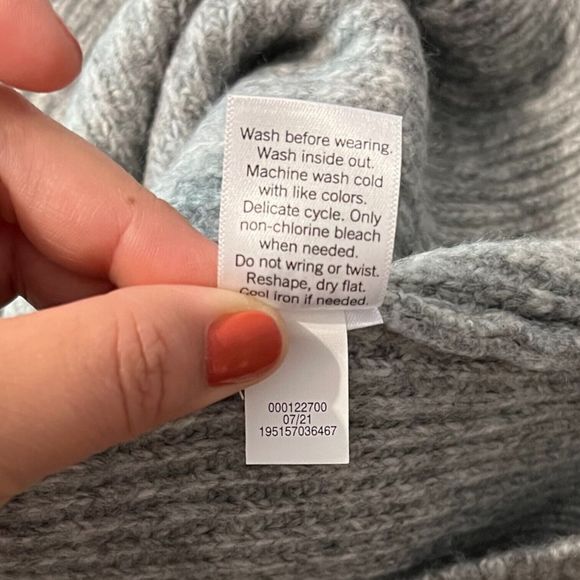 Wash before wearing.
Wash inside out.
Machine wash cold
with like colors.
Delicate cycle. Only
non-chlorine bleach
when needed.
Do not wring or twist.
Reshape, dry flat.
Cool iron if needed.
000122700
07/21
195157036467